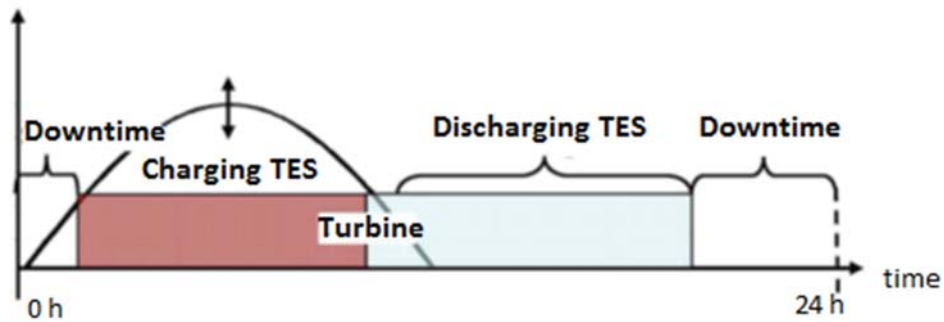 Downtime
Charging TES
Discharging TES
Downtime
Turbine
time
0 h
24 h